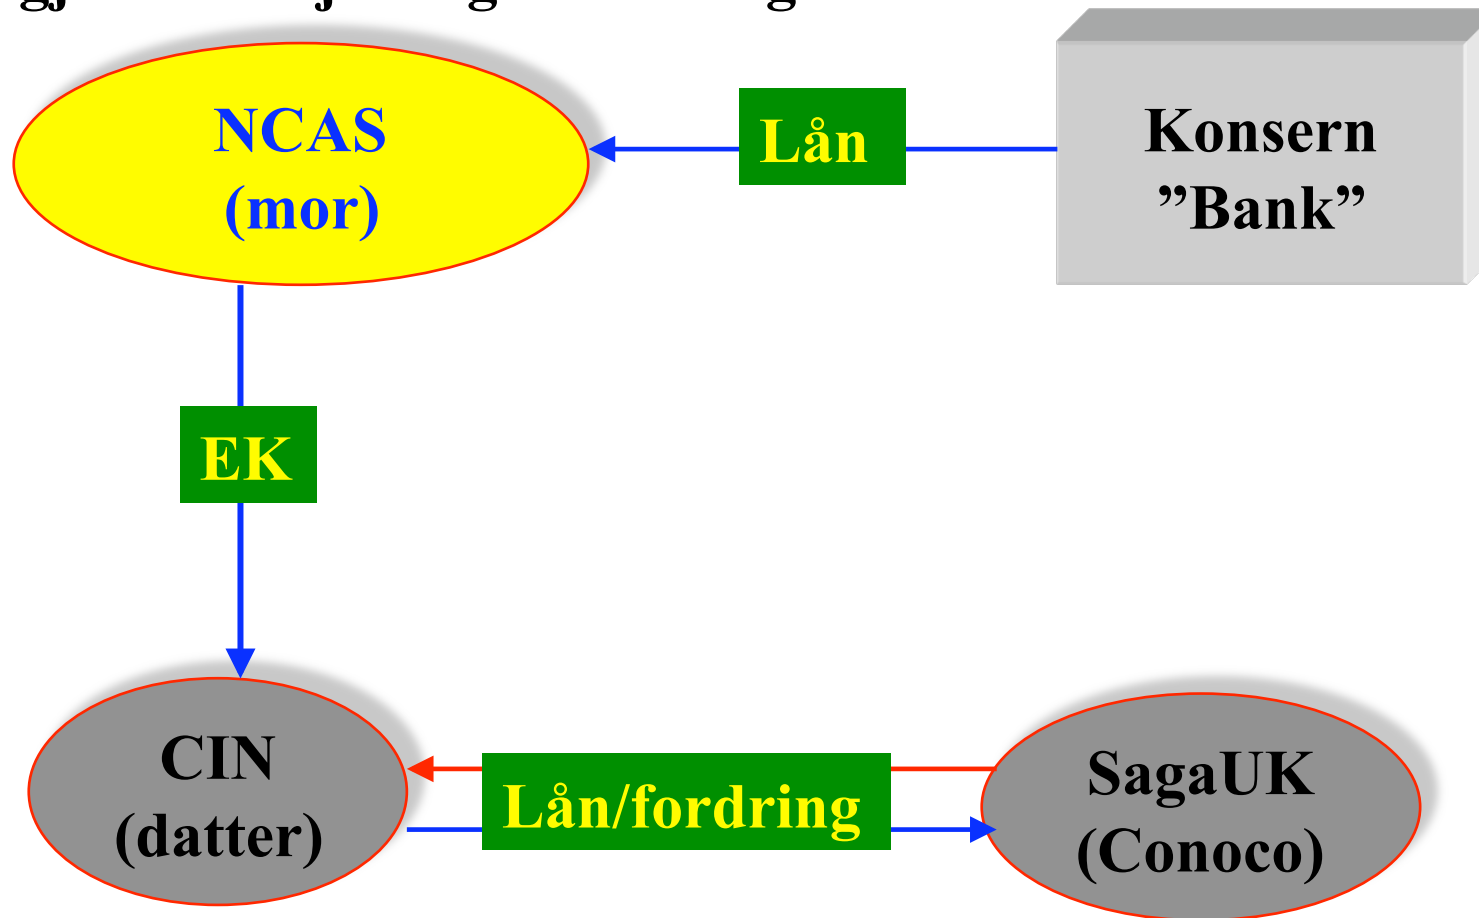 NCAS
(mor)
Lån
Konsern
”Bank”
EK
CIN
(datter)
Lån/fordring
SagaUK
(Conoco)